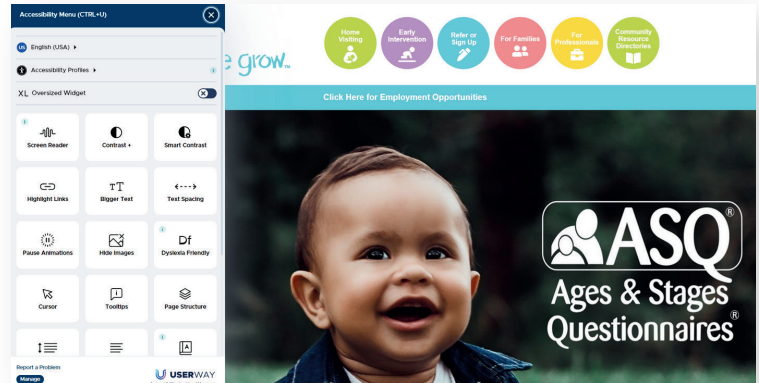 Accessibility Menu (CTRL+U)
US English (USA)
Accessibility Profiles
XL Oversized Widget
Screen Reader
Contrast +
Smart Contrast
Highlight Links
TT Bigger Text
Text Spacing
Pause Animations
Hide Images
Df Dyslexia Friendly
Cursor
Tooltips
Page Structure
Report a Problem
Manage
USERWAY
grow™
Home
Visiting
Early
Intervention
Refer or
Sign Up
For Families
For
Professionals
Community
Resource
Directories
Click Here for Employment Opportunities
ASQ®
Ages & Stages
Questionnaires®